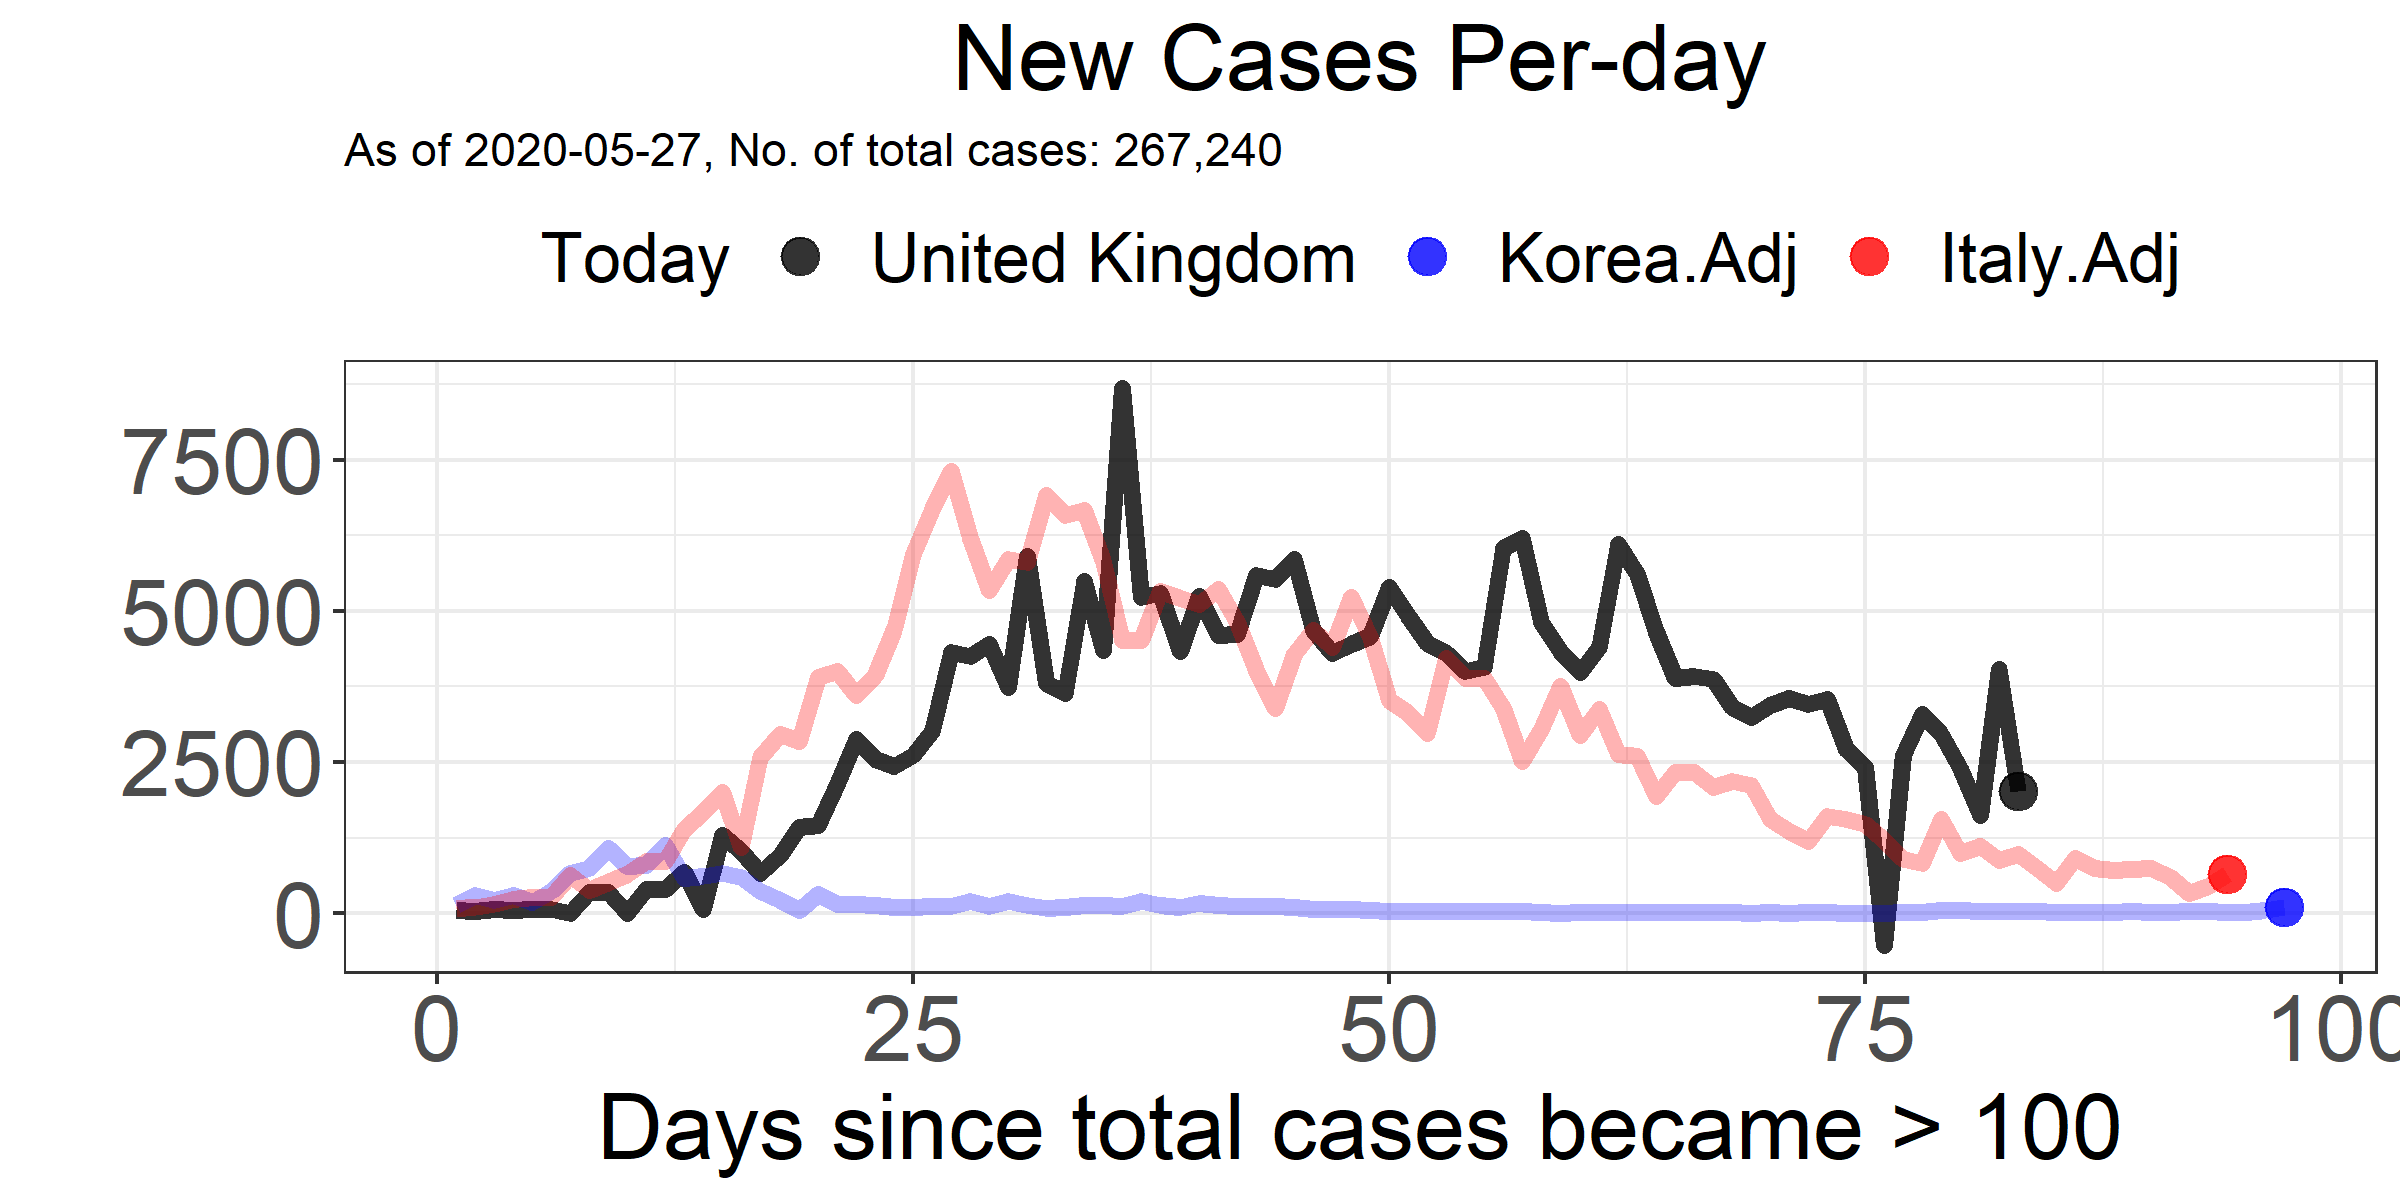 New Cases Per-day
As of 2020-05-27, No. of total cases: 267,240
Today United Kingdom Korea.Adj Italy.Adj
7500
5000
2500
0
0 25 50 75 100
Days since total cases became > 100